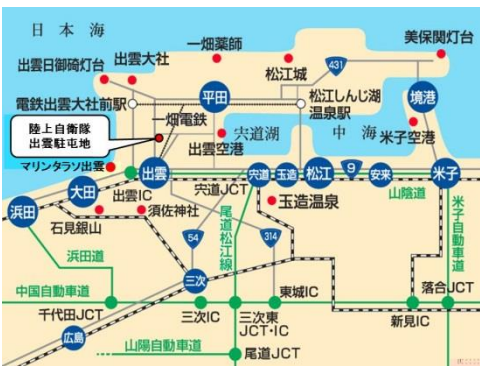 日本海
一畑薬師
美保関灯台
出雲大社
出雲日御碕灯台
松江城
431
平田
境港
電鉄出雲大社前駅
松江しんじ湖
温泉駅
一畑電鉄
宍道湖
中海
米子空港
陸上自衛隊
出雲駐屯地
出雲空港
マリンタラソ出雲
出雲
宍道
玉造
松江
9
安来
米子
大田
出雲IC
宍道JCT
山陰道
浜田
須佐神社
玉造温泉
石見銀山
尾道松江線
米子自動車道
54
314
浜田道
三次
中国自動車道
東城IC
落合JCT
千代田JCT
三次IC
三次東
JCT・IC
新見IC
広島
山陽自動車道
尾道JCT